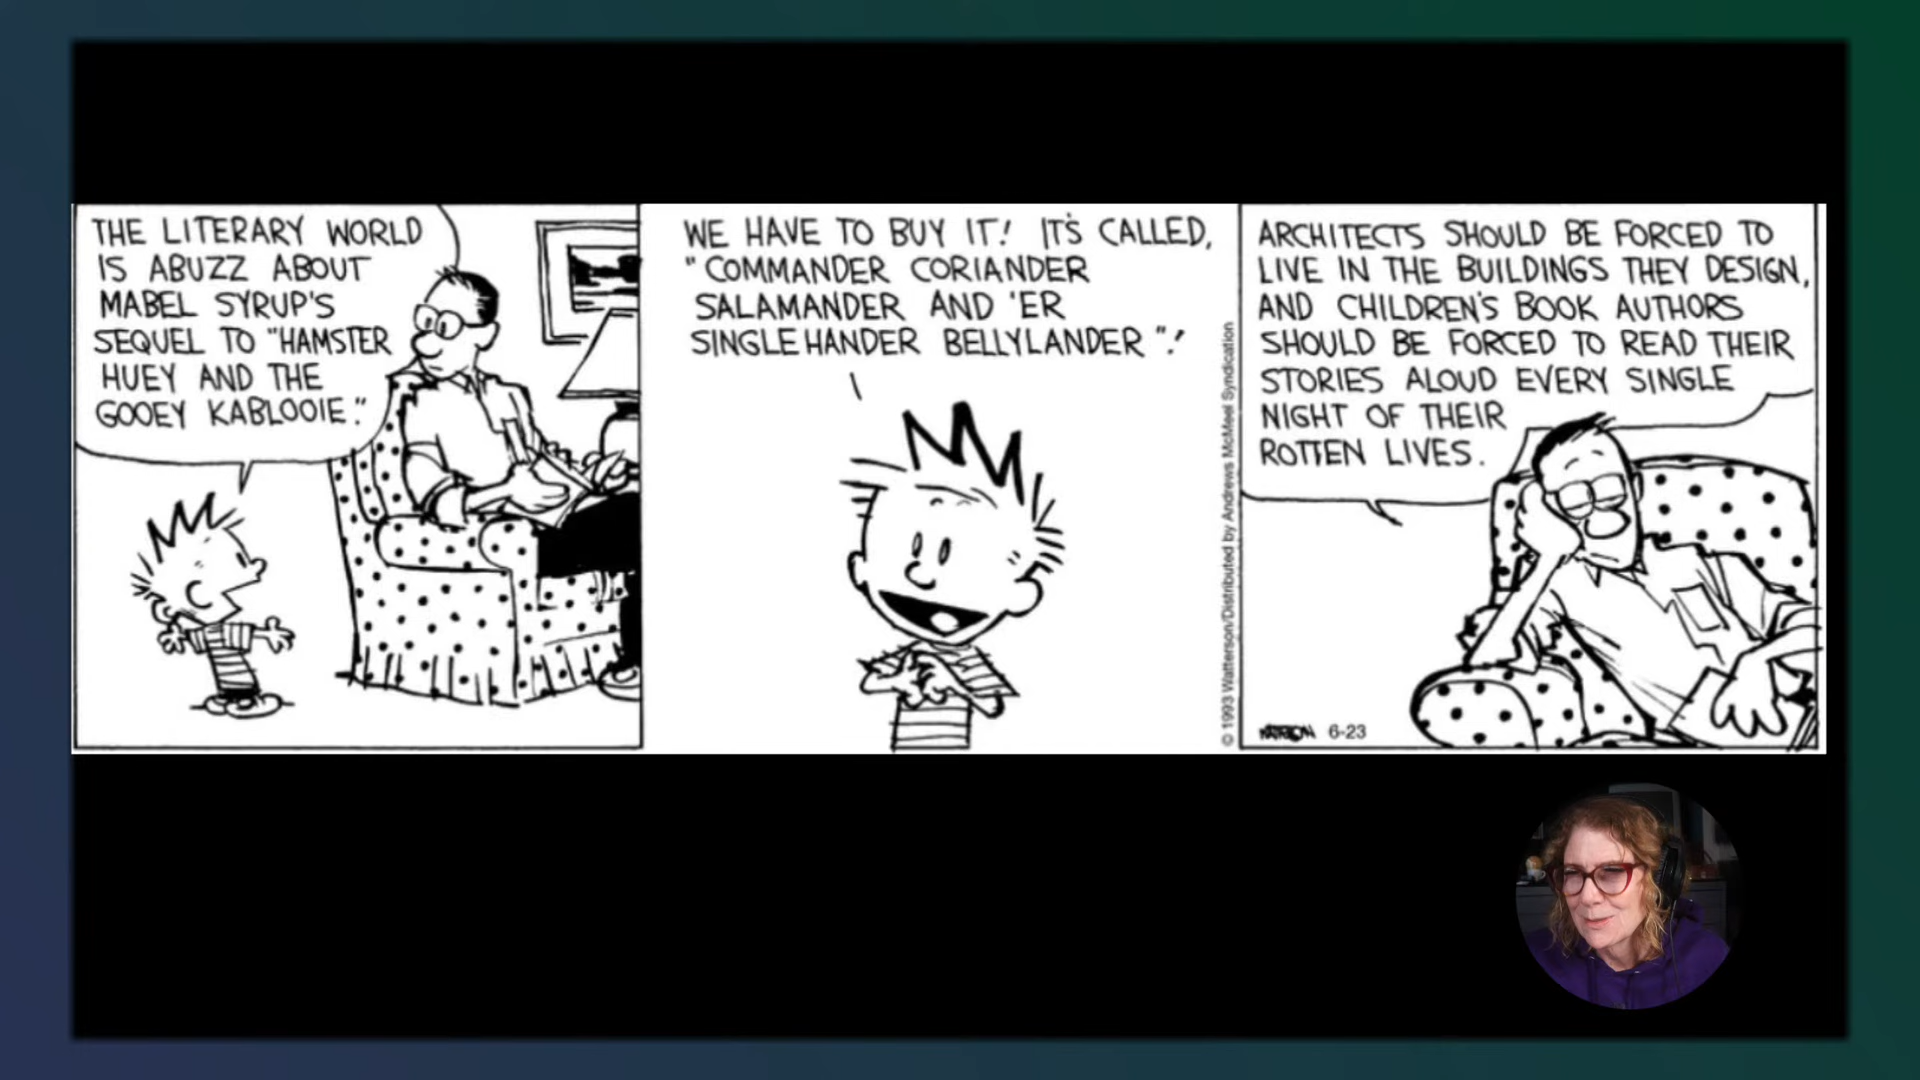 THE LITERARY WORLD
IS ABUZZ ABOUT
MABEL SYRUP'S
SEQUEL TO "HAMSTER
HUEY AND THE
GOOEY KABLOOIE."
WE HAVE TO BUY IT! IT'S CALLED,
"COMMANDER CORIANDER
SALAMANDER AND 'ER
SINGLEHANDER BELLYLANDER"!
© 1993 Watterson/Distributed by Andrews McMeel Syndication
ARCHITECTS SHOULD BE FORCED TO
LIVE IN THE BUILDINGS THEY DESIGN,
AND CHILDREN'S BOOK AUTHORS
SHOULD BE FORCED TO READ THEIR
STORIES ALOUD EVERY SINGLE
NIGHT OF THEIR
ROTTEN LIVES.
6-23